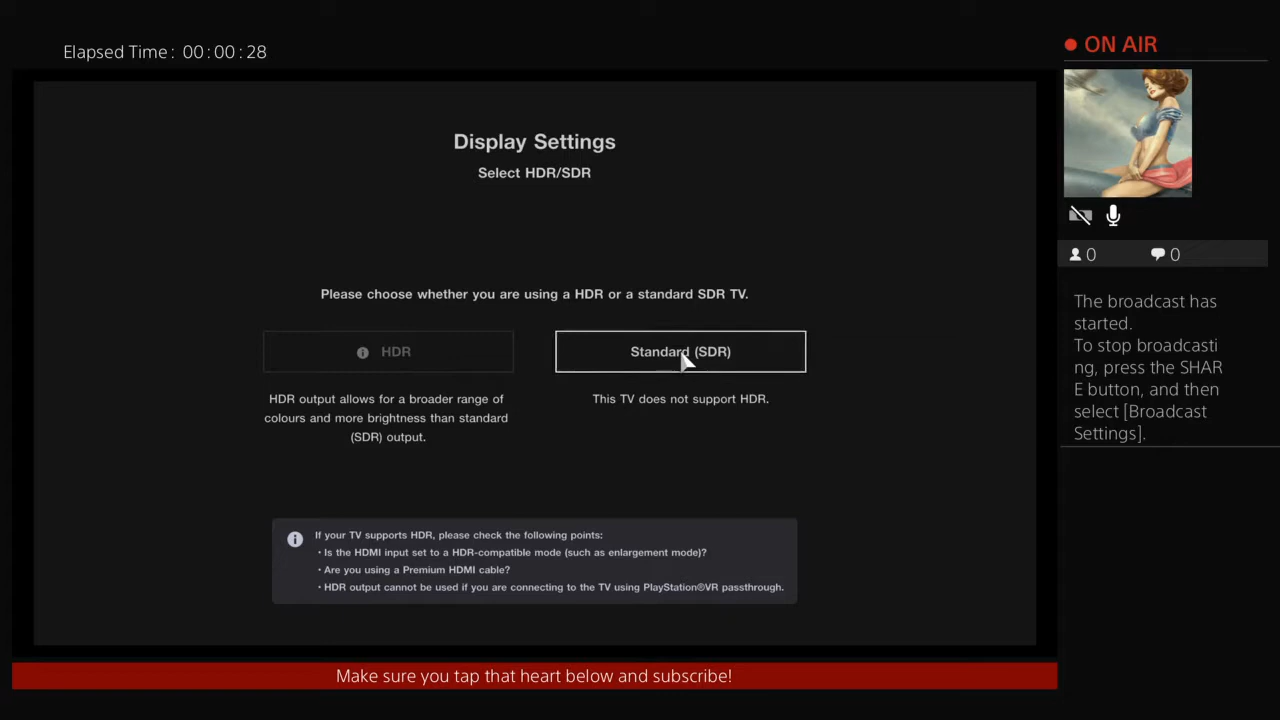 Elapsed Time : 00:00:28
ON AIR
Display Settings
Select HDR/SDR
Please choose whether you are using a HDR or a standard SDR TV.
HDR
Standard (SDR)
HDR output allows for a broader range of
colours and more brightness than standard
(SDR) output.
This TV does not support HDR.
If your TV supports HDR, please check the following points:
・Is the HDMI input set to a HDR-compatible mode (such as enlargement mode)?
・Are you using a Premium HDMI cable?
・HDR output cannot be used if you are connecting to the TV using PlayStation®VR passthrough.
0
0
The broadcast has
started.
To stop broadcasti
ng, press the SHAR
E button, and then
select [Broadcast
Settings].
Make sure you tap that heart below and subscribe!